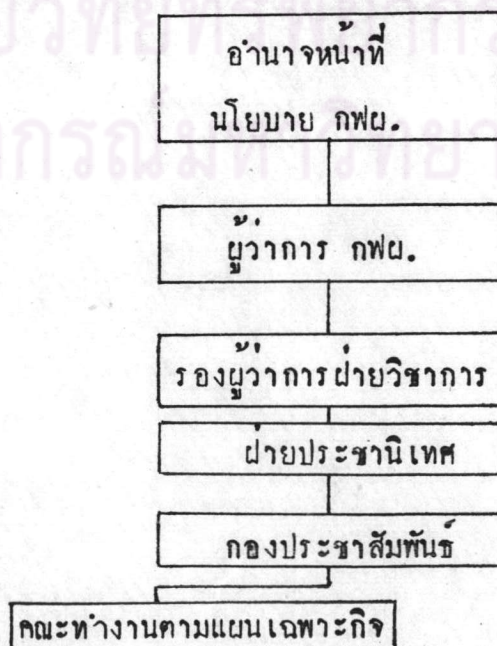 อำนาจหน้าที่
นโยบาย กฟผ.
ผู้ว่าการ กฟผ.
รองผู้ว่าการฝ่ายวิชาการ
ฝ่ายประชานิเทศ
กองประชาสัมพันธ์
คณะทำงานตามแผนเฉพาะกิจ